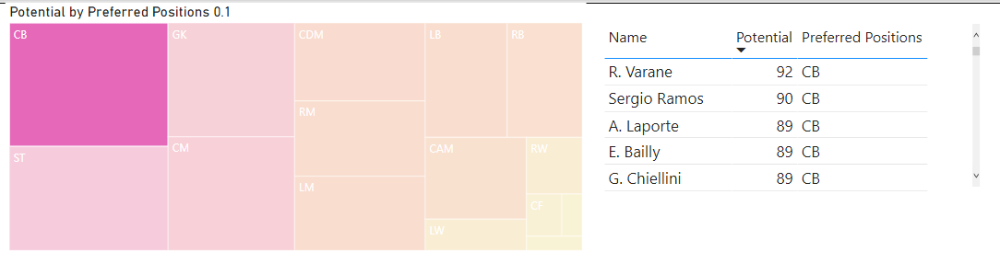 Potential by Preferred Positions 0.1
CB
GK
CDM
LB
RB
RM
CM
CAM
RW
ST
LM
CF
LW
Name Potential Preferred Positions
R. Varane 92 CB
Sergio Ramos 90 CB
A. Laporte 89 CB
E. Bailly 89 CB
G. Chiellini 89 CB